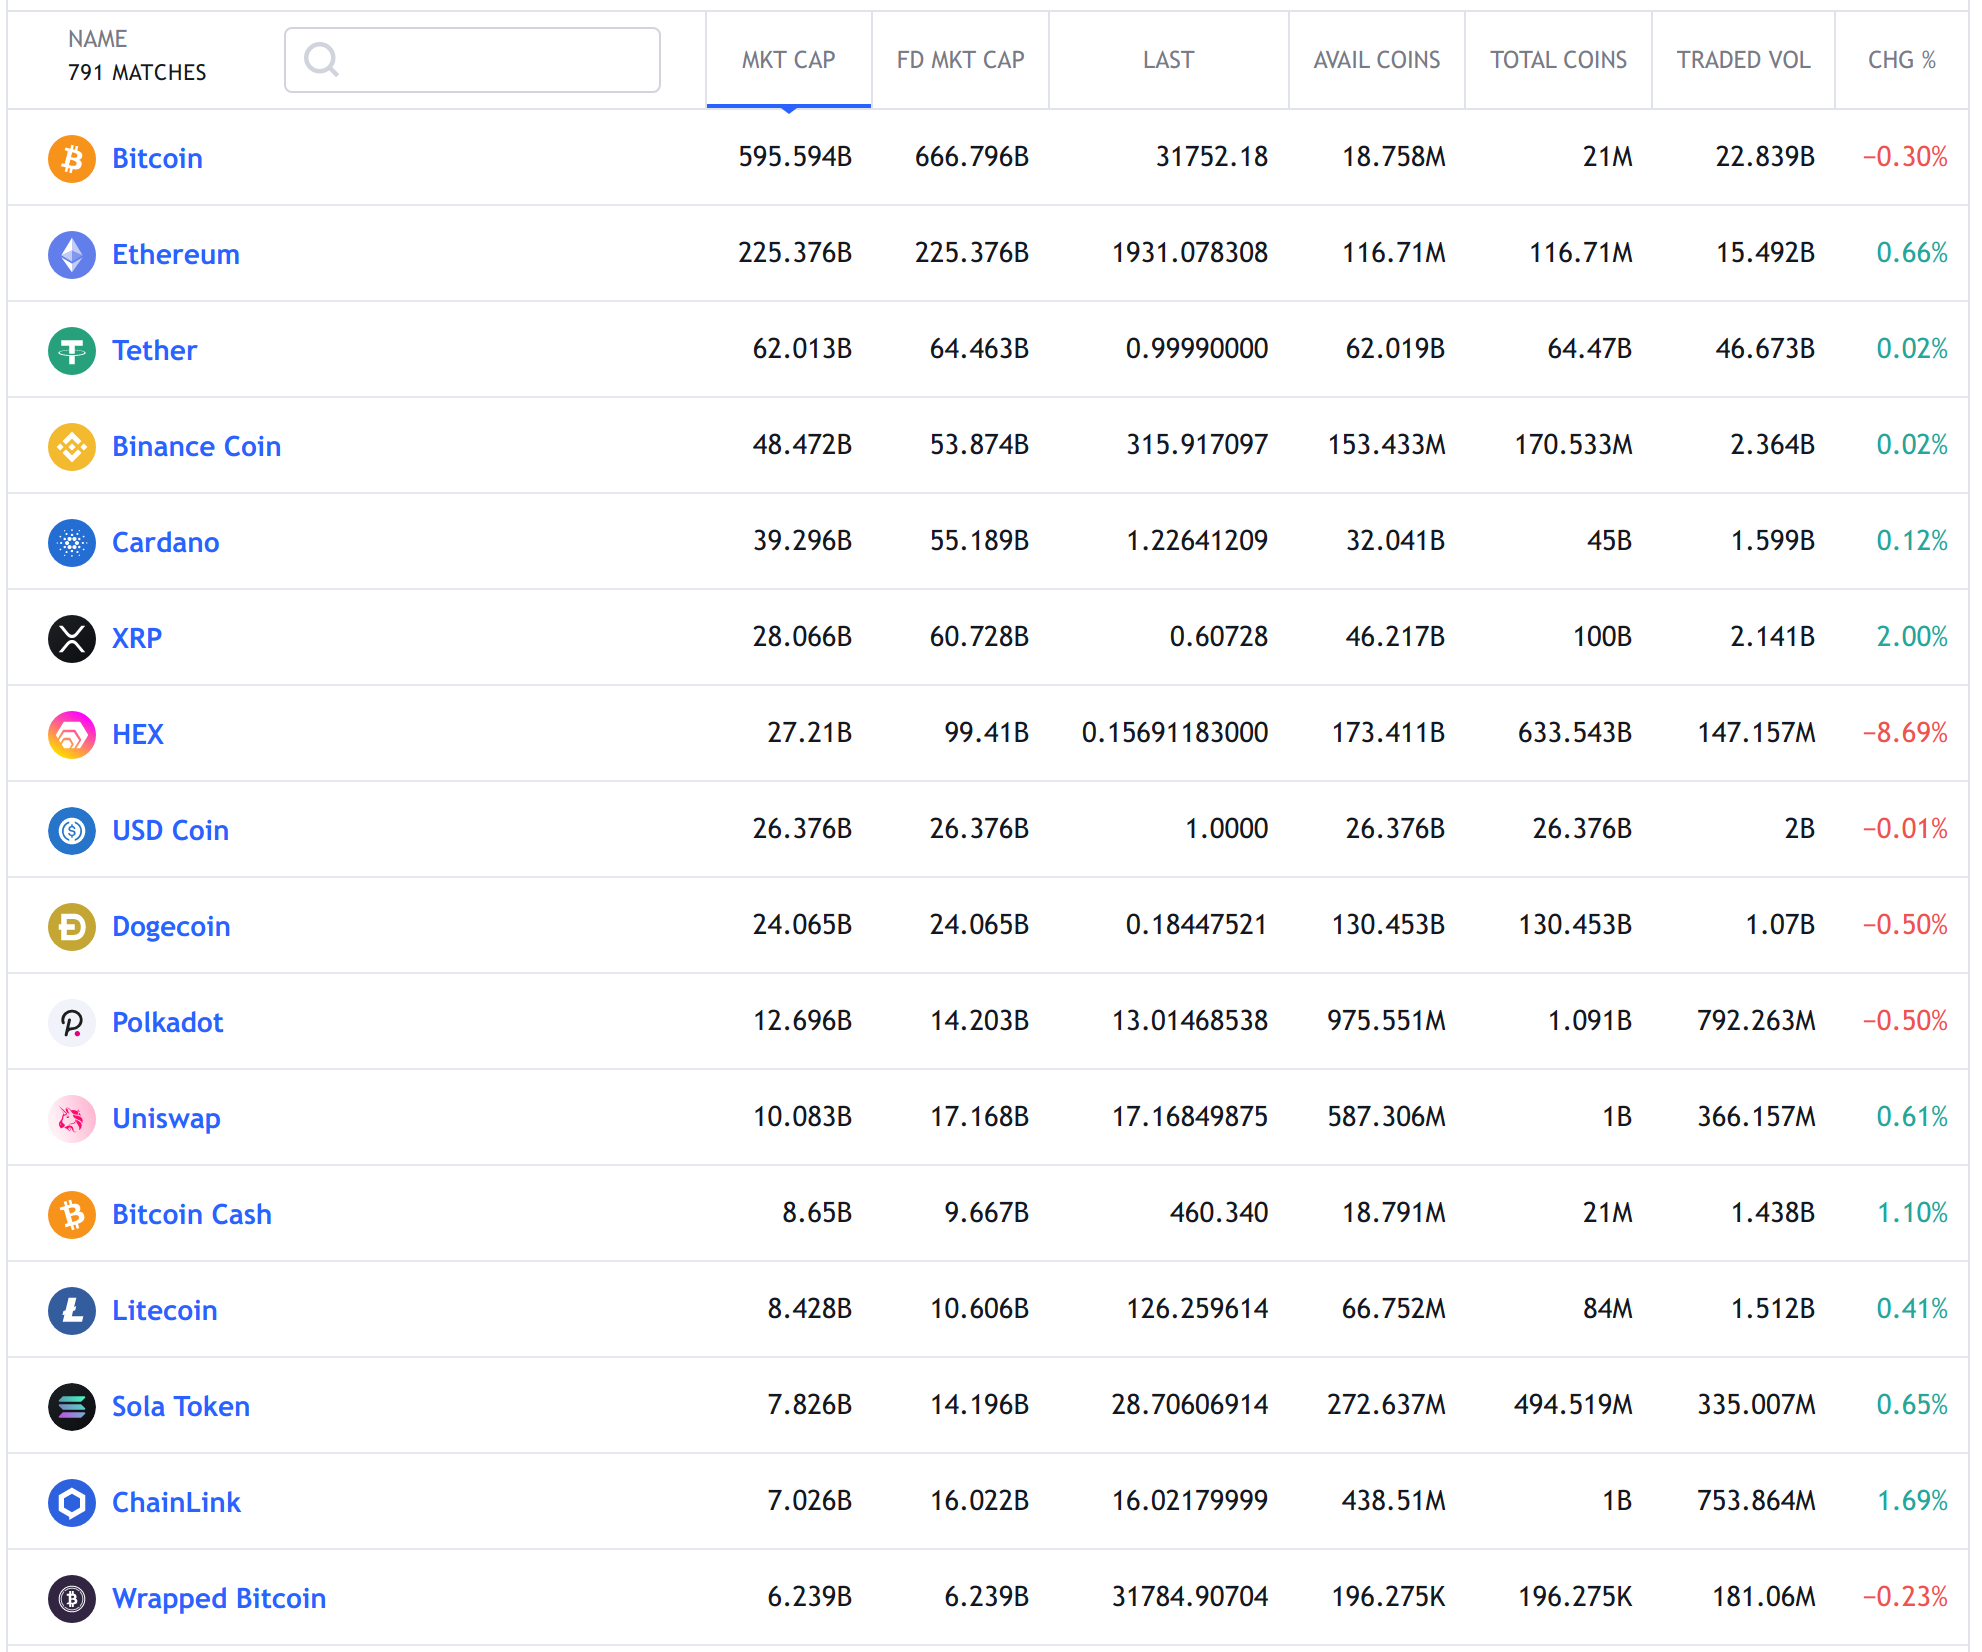 NAME
791 MATCHES
MKT CAP FD MKT CAP LAST AVAIL COINS TOTAL COINS TRADED VOL CHG %
Bitcoin 595.594B 666.796B 31752.18 18.758M 21M 22.839B −0.30%
Ethereum 225.376B 225.376B 1931.078308 116.71M 116.71M 15.492B 0.66%
Tether 62.013B 64.463B 0.99990000 62.019B 64.47B 46.673B 0.02%
Binance Coin 48.472B 53.874B 315.917097 153.433M 170.533M 2.364B 0.02%
Cardano 39.296B 55.189B 1.22641209 32.041B 45B 1.599B 0.12%
XRP 28.066B 60.728B 0.60728 46.217B 100B 2.141B 2.00%
HEX 27.21B 99.41B 0.15691183000 173.411B 633.543B 147.157M −8.69%
USD Coin 26.376B 26.376B 1.0000 26.376B 26.376B 2B −0.01%
Dogecoin 24.065B 24.065B 0.18447521 130.453B 130.453B 1.07B −0.50%
Polkadot 12.696B 14.203B 13.01468538 975.551M 1.091B 792.263M −0.50%
Uniswap 10.083B 17.168B 17.16849875 587.306M 1B 366.157M 0.61%
Bitcoin Cash 8.65B 9.667B 460.340 18.791M 21M 1.438B 1.10%
Litecoin 8.428B 10.606B 126.259614 66.752M 84M 1.512B 0.41%
Sola Token 7.826B 14.196B 28.70606914 272.637M 494.519M 335.007M 0.65%
ChainLink 7.026B 16.022B 16.02179999 438.51M 1B 753.864M 1.69%
Wrapped Bitcoin 6.239B 6.239B 31784.90704 196.275K 196.275K 181.06M −0.23%